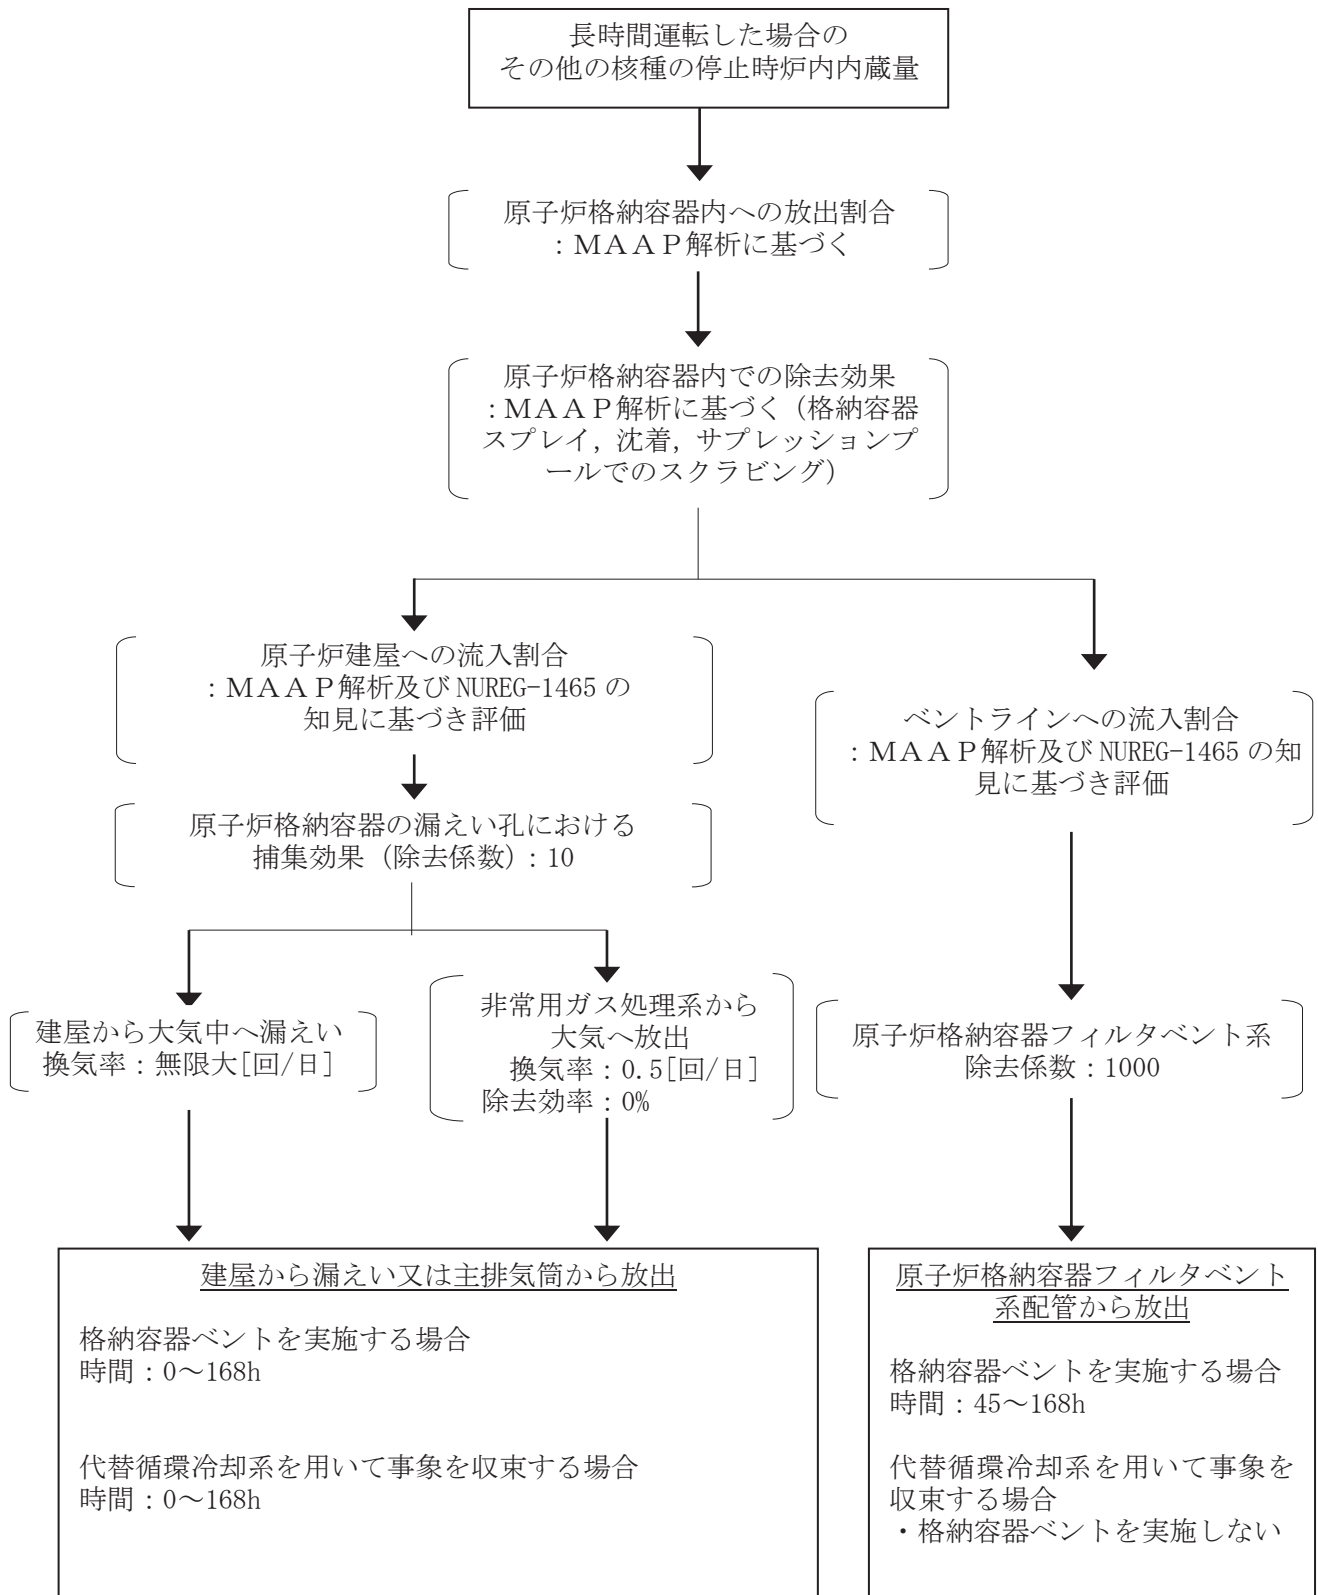 長時間運転した場合の
その他の核種の停止時炉内内蔵量
原子炉格納容器内への放出割合
：ＭＡＡＰ解析に基づく
原子炉格納容器内での除去効果
：ＭＡＡＰ解析に基づく（格納容器
スプレイ，沈着，サプレッションプ
ールでのスクラビング）
原子炉建屋への流入割合
：ＭＡＡＰ解析及び NUREG-1465 の
知見に基づき評価
原子炉格納容器の漏えい孔における
捕集効果（除去係数）：10
建屋から大気中へ漏えい
換気率：無限大[回/日]
非常用ガス処理系から
大気へ放出
換気率：0.5[回/日]
除去効率：0%
ベントラインへの流入割合
：ＭＡＡＰ解析及び NUREG-1465 の知
見に基づき評価
原子炉格納容器フィルタベント系
除去係数：1000
建屋から漏えい又は主排気筒から放出
格納容器ベントを実施する場合
時間：0～168h
代替循環冷却系を用いて事象を収束する場合
時間：0～168h
原子炉格納容器フィルタベント
系配管から放出
格納容器ベントを実施する場合
時間：45～168h
代替循環冷却系を用いて事象を
収束する場合
・格納容器ベントを実施しない